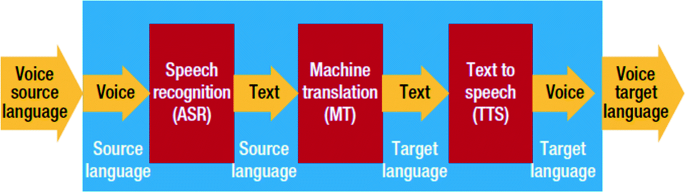 Voice
source
language
Voice
Source
language
Speech
recognition
(ASR)
Text
Source
language
Machine
translation
(MT)
Text
Target
language
Text to
speech
(TTS)
Voice
Target
language
Voice
target
language